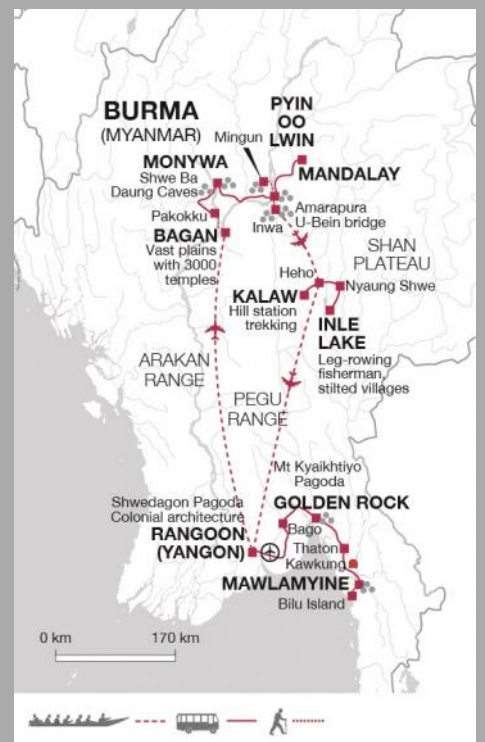 BURMA
(MYANMAR)
PYIN
OO
LWIN
Mingun
MONYWA
Shwe Ba
Daung Caves
MANDALAY
Pakokku
Amarapura
U-Bein bridge
Inwa
BAGAN
Vast plains
with 3000
temples
SHAN
PLATEAU
Heho
Nyaung Shwe
KALAW
Hill station
trekking
INLE
LAKE
Leg-rowing
fisherman,
stilted villages
ARAKAN
RANGE
PEGU
RANGE
Mt Kyaikhtiyo
Pagoda
Shwedagon Pagoda
Colonial architecture
GOLDEN ROCK
RANGOON
(YANGON)
Bago
Thaton
Kawkung
MAWLAMYINE
Bilu Island
0 km
170 km